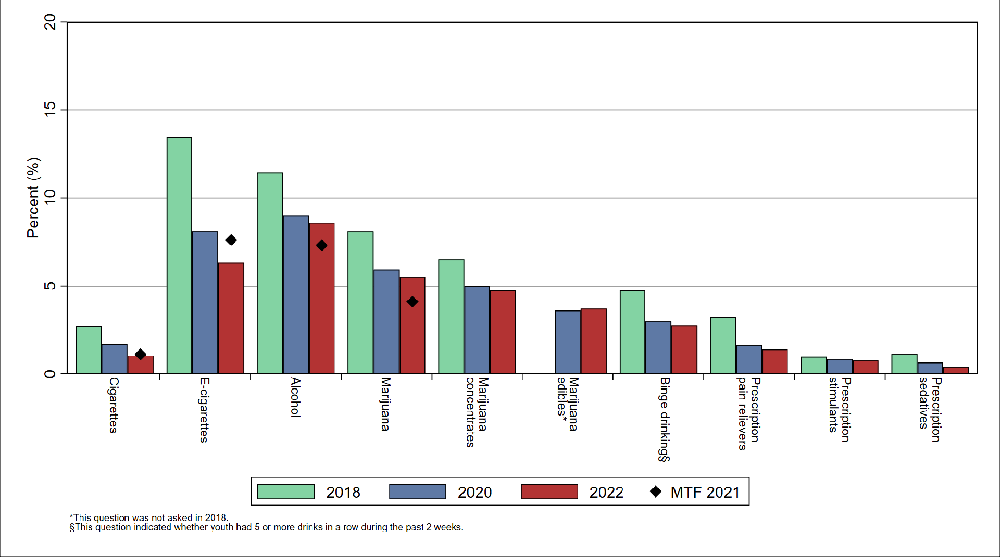 20
15
10
5
0
Percent (%)
Cigarettes
E-cigarettes
Alcohol
Marijuana
Marijuana
concentrates
Marijuana
edibles*
Binge drinking§
Prescription
pain relievers
Prescription
stimulants
Prescription
sedatives
2018
2020
2022
MTF 2021
*This question was not asked in 2018.
§This question indicated whether youth had 5 or more drinks in a row during the past 2 weeks.